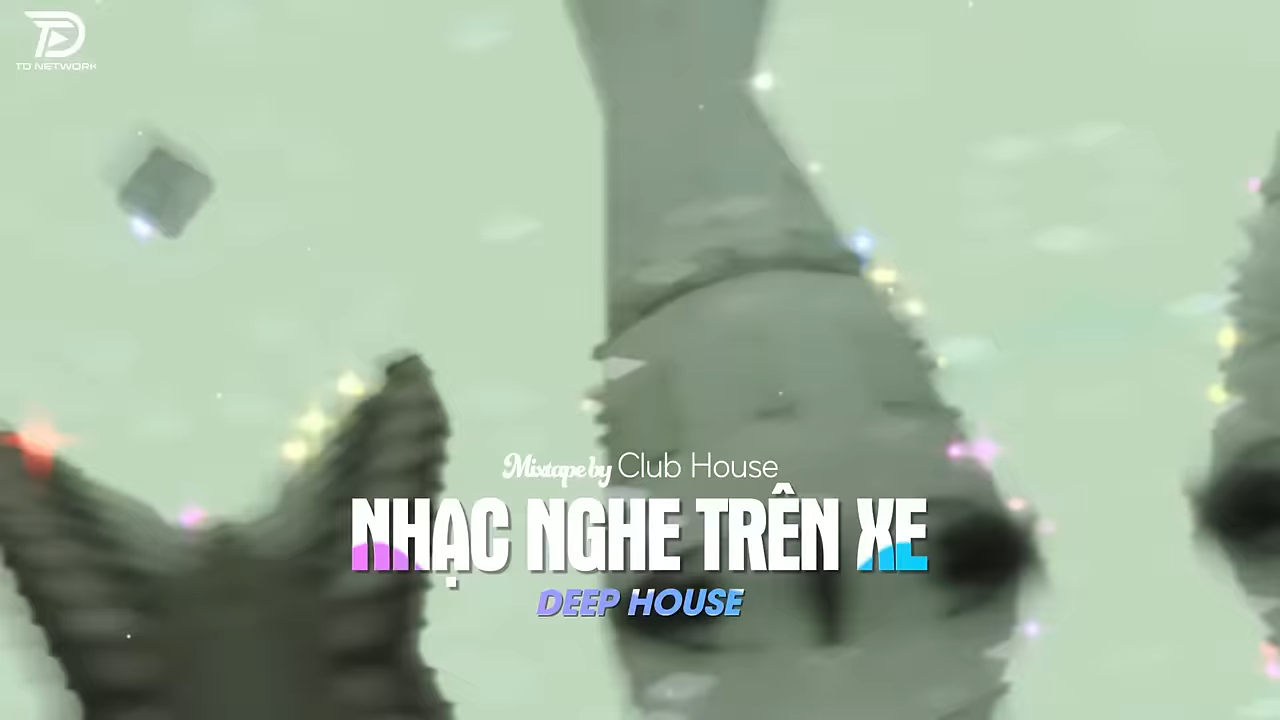 TD NETWORK
Mixtape by Club House
NHẠC NGHE TRÊN XE
DEEP HOUSE